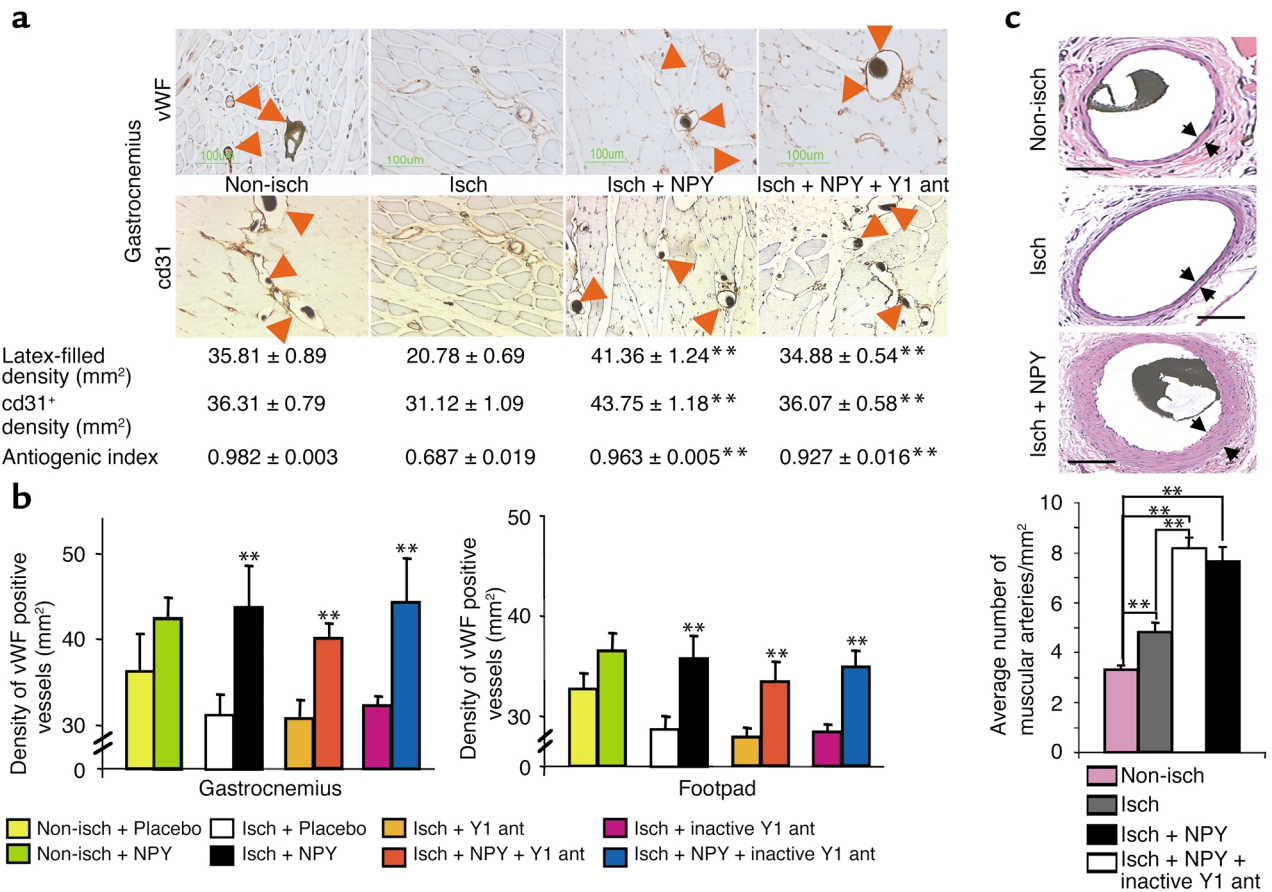 a
vWF
Gastrocnemius
cd31
100um
100um
100um
100um
Non-isch
Isch
Isch + NPY
Isch + NPY + Y1 ant
Latex-filled
density (mm²)
35.81 ± 0.89
20.78 ± 0.69
41.36 ± 1.24**
34.88 ± 0.54**
cd31⁺
density (mm²)
36.31 ± 0.79
31.12 ± 1.09
43.75 ± 1.18**
36.07 ± 0.58**
Antiogenic index
0.982 ± 0.003
0.687 ± 0.019
0.963 ± 0.005**
0.927 ± 0.016**
b
Density of vWF positive
vessels (mm²)
50
40
30
0
**
**
**
Gastrocnemius
Density of vWF positive
vessels (mm²)
50
40
30
0
**
**
**
Footpad
Non-isch + Placebo
Non-isch + NPY
Isch + Placebo
Isch + NPY
Isch + Y1 ant
Isch + NPY + Y1 ant
Isch + inactive Y1 ant
Isch + NPY + inactive Y1 ant
c
Non-isch
Isch
Isch + NPY
Average number of
muscular arteries/mm²
10
8
6
4
2
0
**
**
**
**
Non-isch
Isch
Isch + NPY
Isch + NPY +
inactive Y1 ant